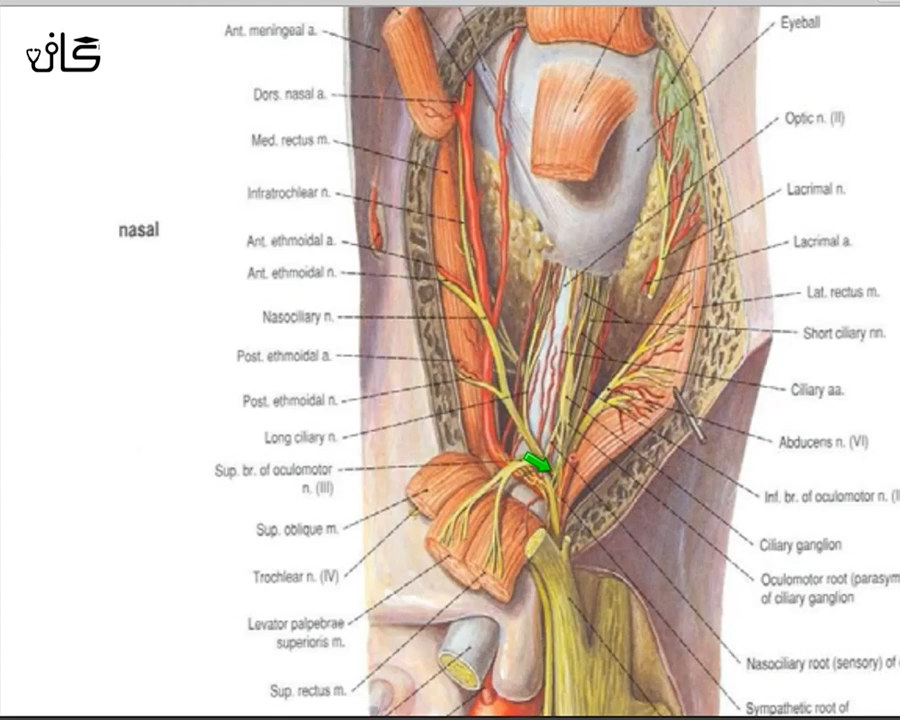 كان
Ant. meningeal a.
Dors. nasal a.
Med. rectus m.
Infratrochlear n.
nasal
Ant. ethmoidal a.
Ant. ethmoidal n.
Nasociliary n.
Post. ethmoidal a.
Post. ethmoidal n.
Long ciliary n.
Sup. br. of oculomotor
n. (III)
Sup. oblique m.
Trochlear n. (IV)
Levator palpebrae
superioris m.
Sup. rectus m.
Eyeball
Optic n. (II)
Lacrimal n.
Lacrimal a.
Lat. rectus m.
Short ciliary nn.
Ciliary aa.
Abducens n. (VI)
Inf. br. of oculomotor n. (I
Ciliary ganglion
Oculomotor root (parasym
of ciliary ganglion
Nasociliary root (sensory) of
Sympathetic root of